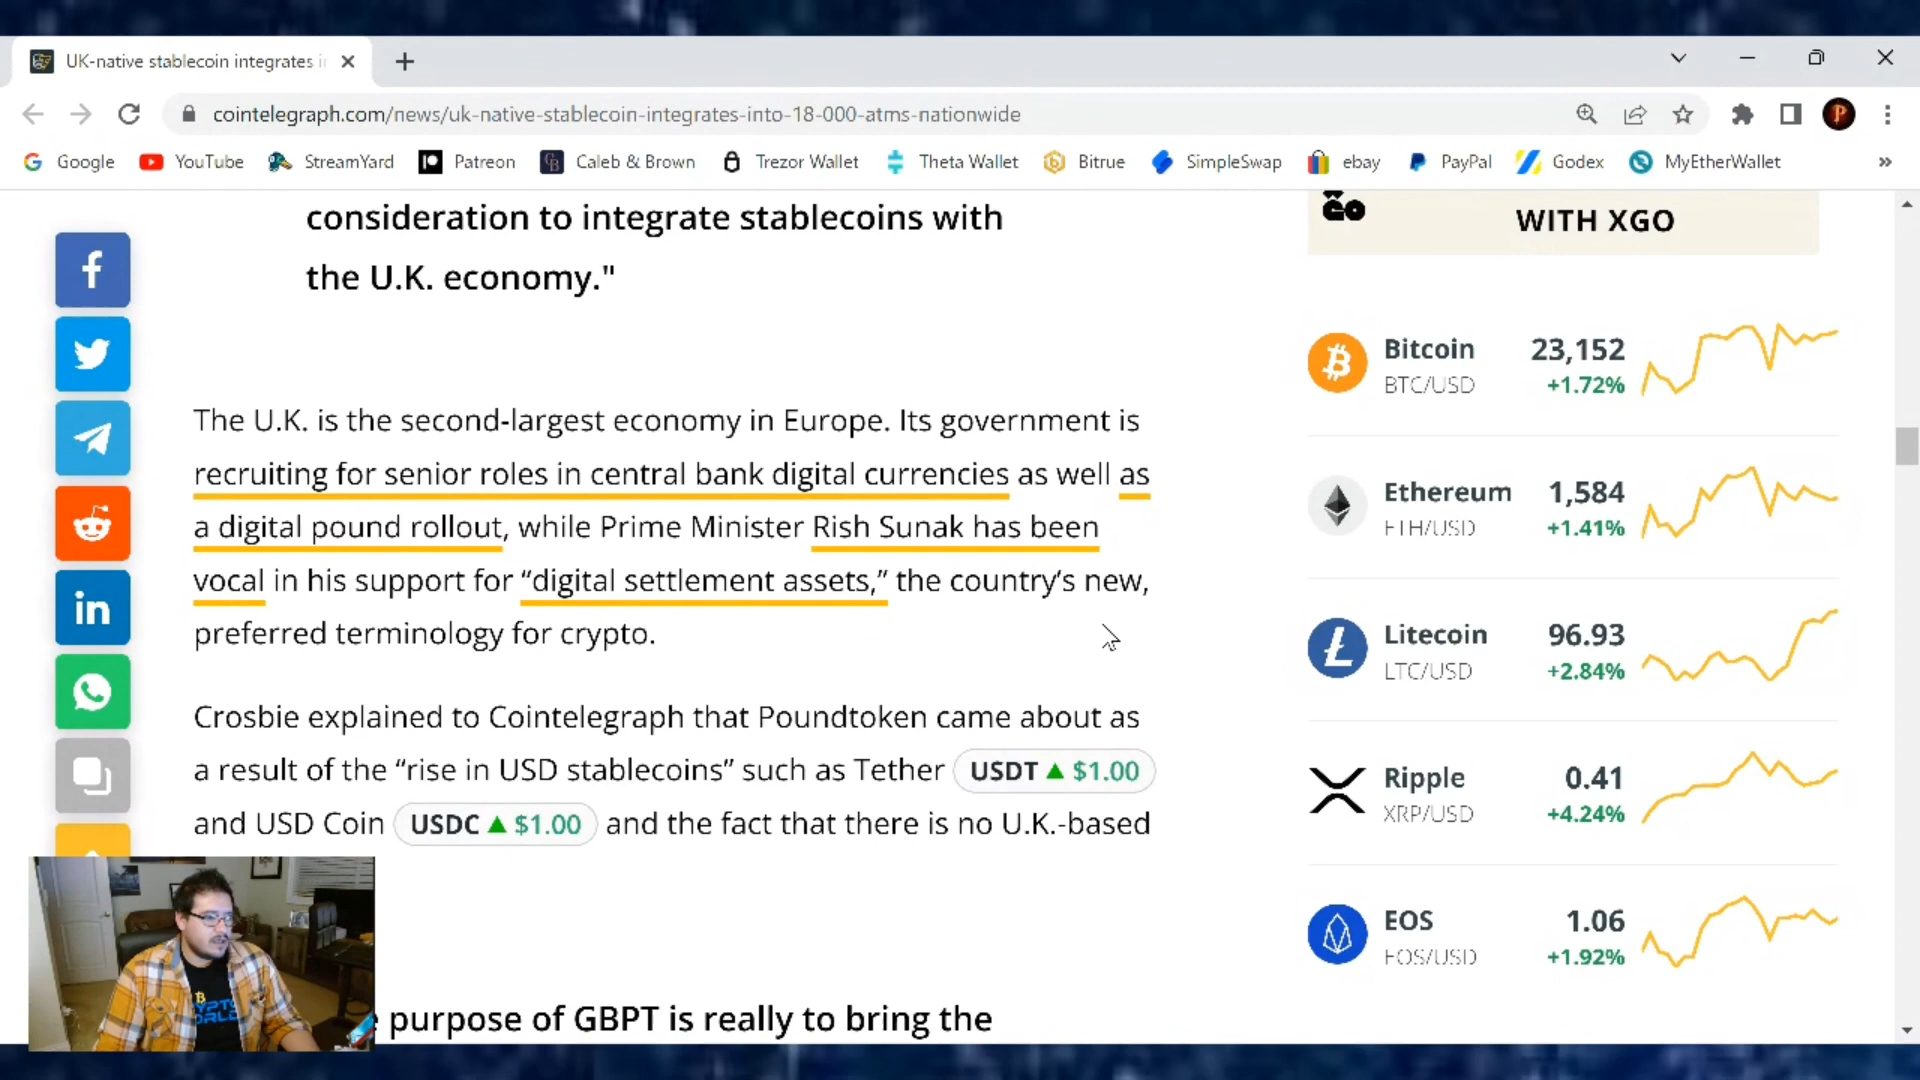 UK-native stablecoin integrates i
cointelegraph.com/news/uk-native-stablecoin-integrates-into-18-000-atms-nationwide
P
Google YouTube StreamYard Patreon Caleb & Brown Trezor Wallet Theta Wallet Bitrue SimpleSwap ebay PayPal Godex MyEtherWallet »
consideration to integrate stablecoins with
the U.K. economy."
The U.K. is the second-largest economy in Europe. Its government is
recruiting for senior roles in central bank digital currencies as well as
a digital pound rollout, while Prime Minister Rish Sunak has been
vocal in his support for “digital settlement assets,” the country’s new,
preferred terminology for crypto.
Crosbie explained to Cointelegraph that Poundtoken came about as
a result of the “rise in USD stablecoins” such as Tether USDT ▲ $1.00
and USD Coin USDC ▲ $1.00 and the fact that there is no U.K.-based
purpose of GBPT is really to bring the
WITH XGO
Bitcoin 23,152
BTC/USD +1.72%
Ethereum 1,584
ETH/USD +1.41%
Litecoin 96.93
LTC/USD +2.84%
Ripple 0.41
XRP/USD +4.24%
EOS 1.06
EOS/USD +1.92%